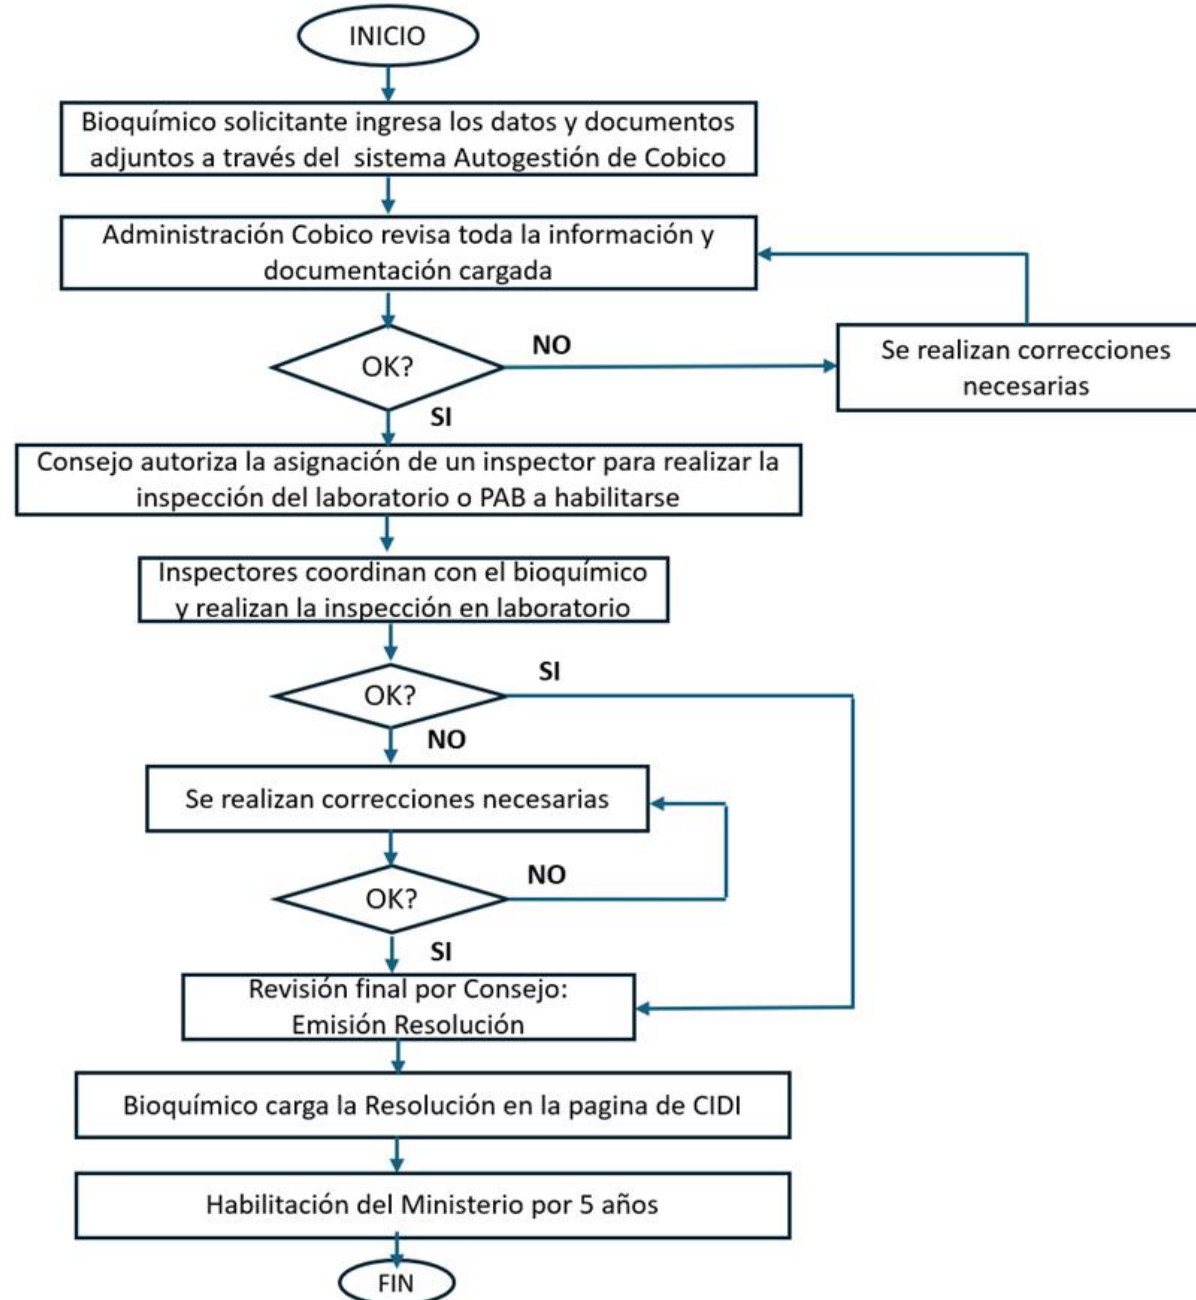 INICIO
Bioquímico solicitante ingresa los datos y documentos
adjuntos a través del sistema Autogestión de Cobico
Administración Cobico revisa toda la información y
documentación cargada
OK?
NO
Se realizan correcciones
necesarias
SI
Consejo autoriza la asignación de un inspector para realizar la
inspección del laboratorio o PAB a habilitarse
Inspectores coordinan con el bioquímico
y realizan la inspección en laboratorio
OK?
SI
NO
Se realizan correcciones necesarias
OK?
NO
SI
Revisión final por Consejo:
Emisión Resolución
Bioquímico carga la Resolución en la pagina de CIDI
Habilitación del Ministerio por 5 años
FIN